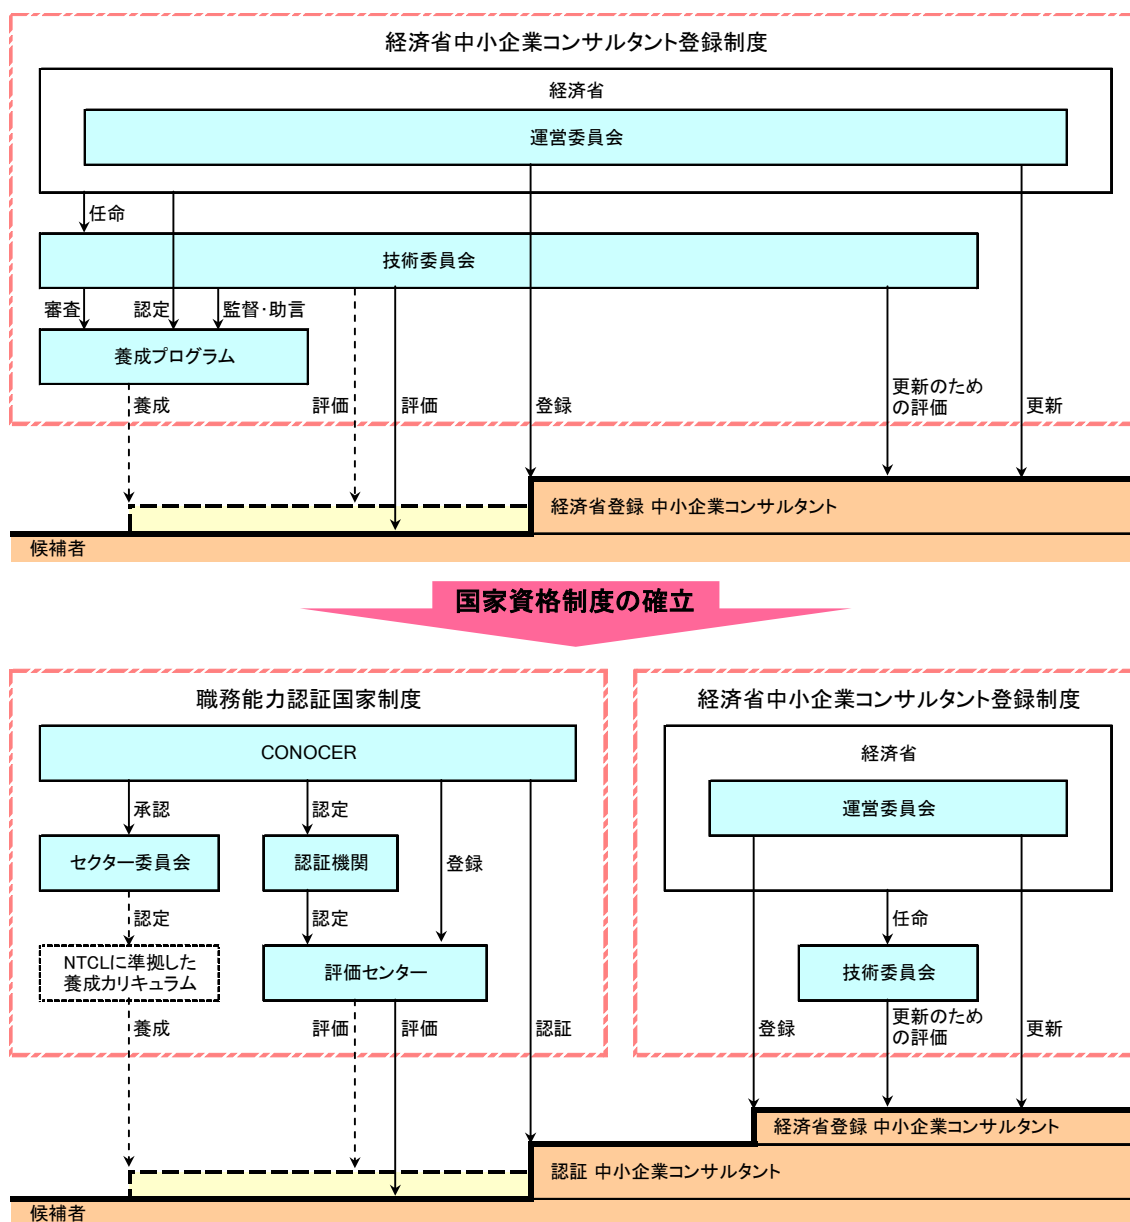 経済省中小企業コンサルタント登録制度
経済省
運営委員会
任命
技術委員会
審査
認定
監督・助言
養成プログラム
養成
評価
評価
登録
更新のため
の評価
更新
経済省登録 中小企業コンサルタント
候補者
国家資格制度の確立
職務能力認証国家制度
CONOCER
承認
認定
セクター委員会
認証機関
登録
認定
認定
NTCLに準拠した
養成カリキュラム
評価センター
養成
評価
評価
認証
経済省中小企業コンサルタント登録制度
経済省
運営委員会
任命
技術委員会
登録
更新のため
の評価
更新
経済省登録 中小企業コンサルタント
認証 中小企業コンサルタント
候補者